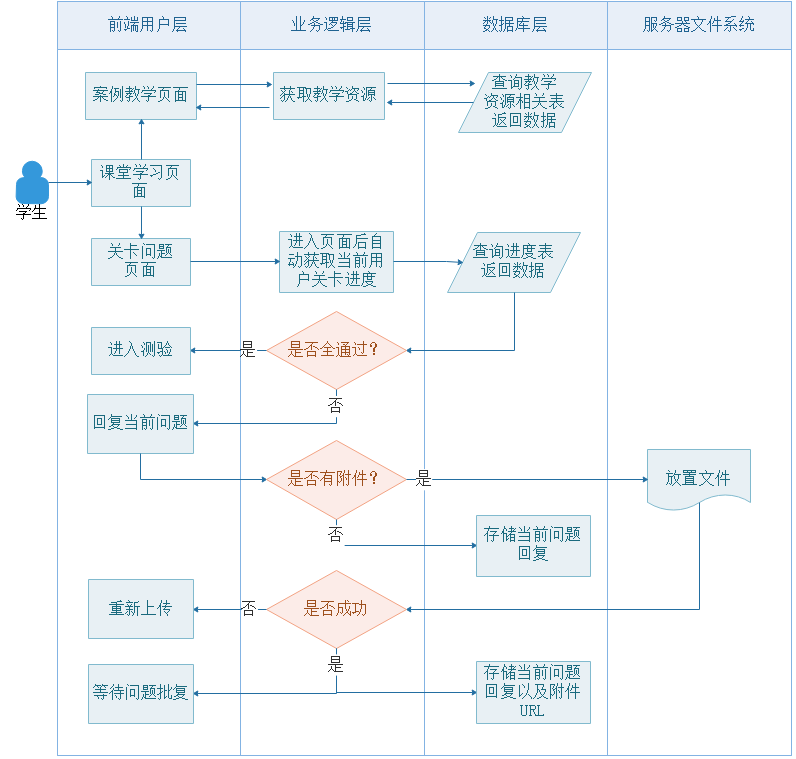 前端用户层
业务逻辑层
数据库层
服务器文件系统
案例教学页面
获取教学资源
查询教学
资源相关表
返回数据
学生
课堂学习页
面
关卡问题
页面
进入页面后自
动获取当前用
户关卡进度
查询进度表
返回数据
进入测验
是
是否全通过?
否
回复当前问题
是否有附件?
是
放置文件
否
存储当前问题
回复
重新上传
否
是否成功
是
等待问题批复
存储当前问题
回复以及附件
URL